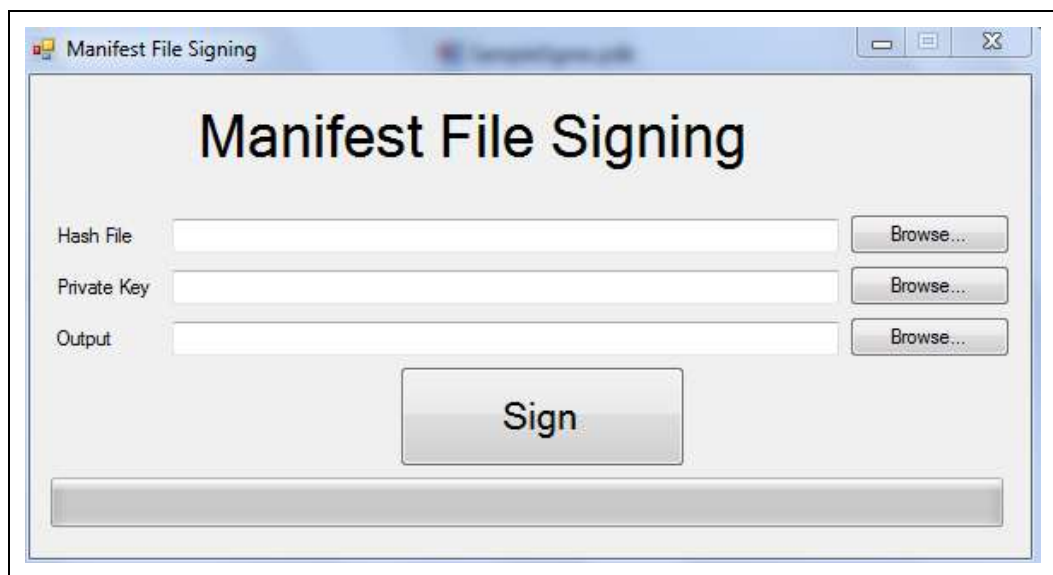 Manifest File Signing
Manifest File Signing
Hash File
Browse...
Private Key
Browse...
Output
Browse...
Sign